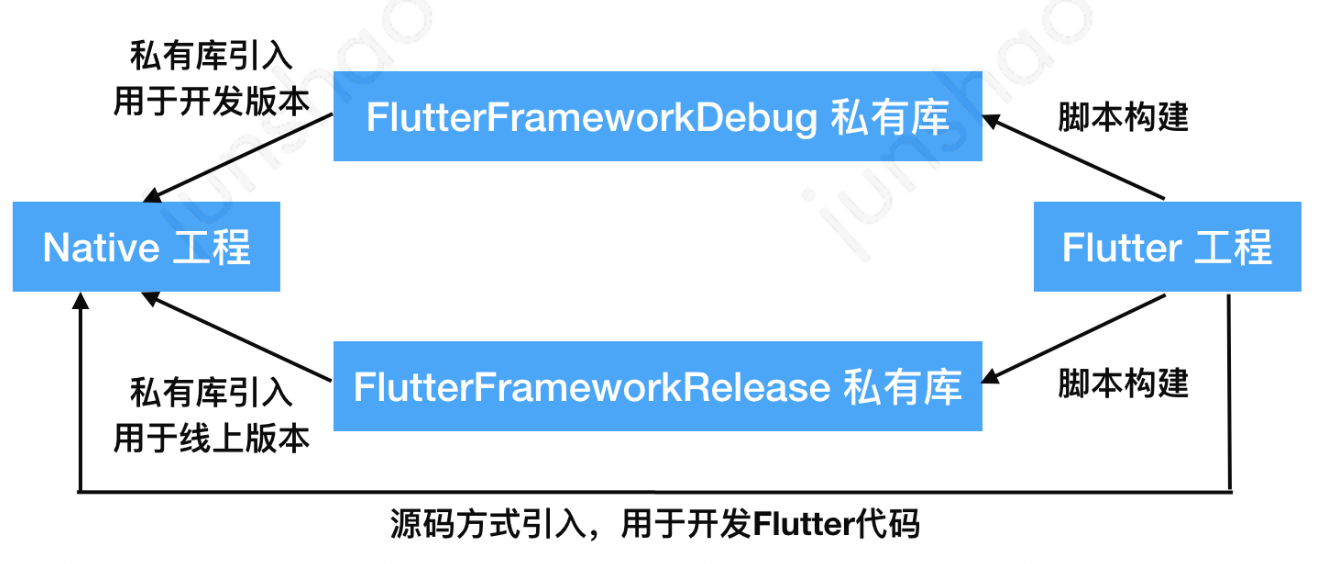 junshao
junshao
私有库引入
用于开发版本
FlutterFrameworkDebug 私有库
脚本构建
Native 工程
Flutter 工程
FlutterFrameworkRelease 私有库
脚本构建
私有库引入
用于线上版本
源码方式引入，用于开发Flutter代码